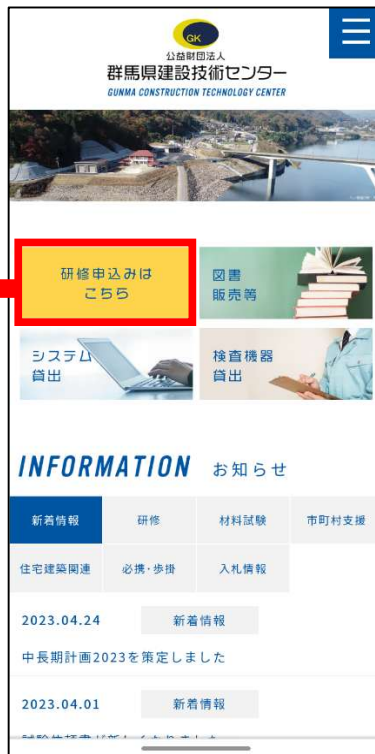 GK
公益財団法人
群馬県建設技術センター
GUNMA CONSTRUCTION TECHNOLOGY CENTER
研修申込みは
こちら
図書
販売等
システム
貸出
検査機器
貸出
INFORMATION お知らせ
新着情報 研修 材料試験 市町村支援
住宅建築関連 必携・歩掛 入札情報
2023.04.24 新着情報
中長期計画2023を策定しました
2023.04.01 新着情報